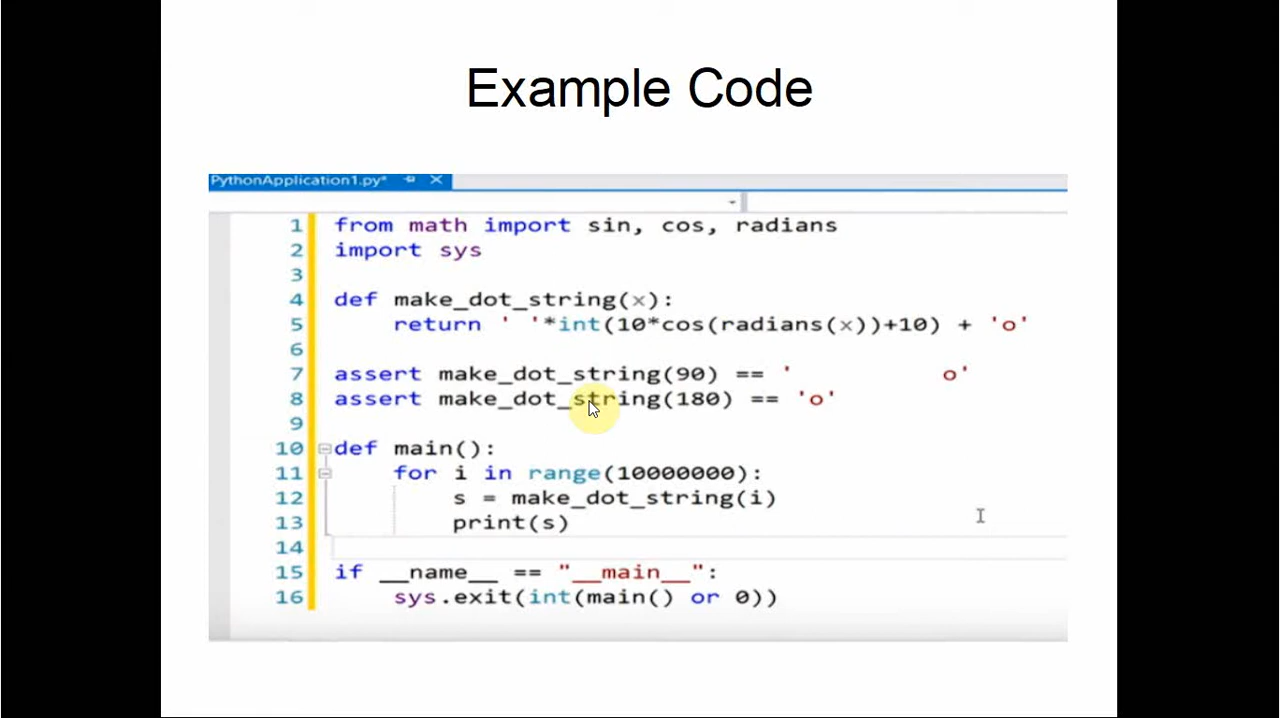 Example Code
PythonApplication1.py*
1 from math import sin, cos, radians
2 import sys
3
4 def make_dot_string(x):
5     return ' '*int(10*cos(radians(x))+10) + 'o'
6
7 assert make_dot_string(90) == '          o'
8 assert make_dot_string(180) == 'o'
9
10 def main():
11     for i in range(10000000):
12         s = make_dot_string(i)
13         print(s)
14
15 if __name__ == "__main__":
16     sys.exit(int(main() or 0))